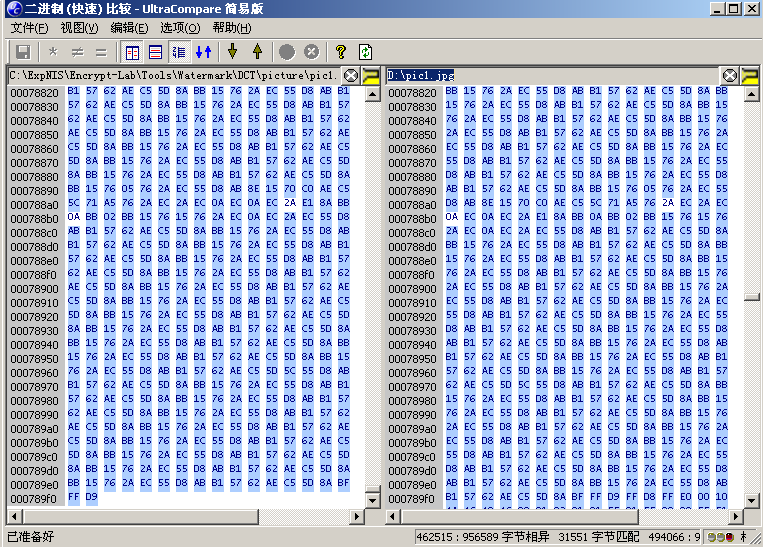 二进制 (快速) 比较 - UltraCompare 简易版
文件(F) 视图(V) 编辑(E) 选项(O) 帮助(H)
C:\ExpNIS\Encrypt-Lab\Tools\Watermark\DCT\picture\pic1. D:\pic1.jpg
00078820 B1 57 62 AE C5 5D 8A BB 15 76 2A EC 55 D8 AB B1 00078820 BB 15 76 2A EC 55 D8 AB B1 57 62 AE C5 5D 8A BB
00078830 57 62 AE C5 5D 8A BB 15 76 2A EC 55 D8 AB B1 57 00078830 15 76 2A EC 55 D8 AB B1 57 62 AE C5 5D 8A BB 15
00078840 62 AE C5 5D 8A BB 15 76 2A EC 55 D8 AB B1 57 62 00078840 76 2A EC 55 D8 AB B1 57 62 AE C5 5D 8A BB 15 76
00078850 AE C5 5D 8A BB 15 76 2A EC 55 D8 AB B1 57 62 AE 00078850 2A EC 55 D8 AB B1 57 62 AE C5 5D 8A BB 15 76 2A
00078860 C5 5D 8A BB 15 76 2A EC 55 D8 AB B1 57 62 AE C5 00078860 EC 55 D8 AB B1 57 62 AE C5 5D 8A BB 15 76 2A EC
00078870 5D 8A BB 15 76 2A EC 55 D8 AB B1 57 62 AE C5 5D 00078870 55 D8 AB B1 57 62 AE C5 5D 8A BB 15 76 2A EC 55
00078880 8A BB 15 76 2A EC 55 D8 AB B1 57 62 AE C5 5D 8A 00078880 D8 AB B1 57 62 AE C5 5D 8A BB 15 76 2A EC 55 D8
00078890 BB 15 76 05 76 2A EC 55 D8 AB 8E 15 70 C0 AE C5 00078890 AB B1 57 62 AE C5 5D 8A BB 15 76 05 76 2A EC 55
000788a0 5C 71 A5 76 2A EC 2A EC 0A EC 0A EC 2A E1 8A BB 000788a0 D8 AB 8E 15 70 C0 AE C5 5C 71 A5 76 2A EC 2A EC
000788b0 0A BB 02 BB 15 76 15 76 2A EC 0A EC 2A EC 55 D8 000788b0 0A EC 0A EC 2A E1 8A BB 0A BB 02 BB 15 76 15 76
000788c0 AB B1 57 62 AE C5 5D 8A BB 15 76 2A EC 55 D8 AB 000788c0 2A EC 0A EC 2A EC 55 D8 AB B1 57 62 AE C5 5D 8A
000788d0 B1 57 62 AE C5 5D 8A BB 15 76 2A EC 55 D8 AB B1 000788d0 BB 15 76 2A EC 55 D8 AB B1 57 62 AE C5 5D 8A BB
000788e0 57 62 AE C5 5D 8A BB 15 76 2A EC 55 D8 AB B1 57 000788e0 15 76 2A EC 55 D8 AB B1 57 62 AE C5 5D 8A BB 15
000788f0 62 AE C5 5D 8A BB 15 76 2A EC 55 D8 AB B1 57 62 000788f0 76 2A EC 55 D8 AB B1 57 62 AE C5 5D 8A BB 15 76
00078900 AE C5 5D 8A BB 15 76 2A EC 55 D8 AB B1 57 62 AE 00078900 2A EC 55 D8 AB B1 57 62 AE C5 5D 8A BB 15 76 2A
00078910 C5 5D 8A BB 15 76 2A EC 55 D8 AB B1 57 62 AE C5 00078910 EC 55 D8 AB B1 57 62 AE C5 5D 8A BB 15 76 2A EC
00078920 5D 8A BB 15 76 2A EC 55 D8 AB B1 57 62 AE C5 5D 00078920 55 D8 AB B1 57 62 AE C5 5D 8A BB 15 76 2A EC 55
00078930 8A BB 15 76 2A EC 55 D8 AB B1 57 62 AE C5 5D 8A 00078930 D8 AB B1 57 62 AE C5 5D 8A BB 15 76 2A EC 55 D8
00078940 BB 15 76 2A EC 55 D8 AB B1 57 62 AE C5 5D 8A BB 00078940 AB B1 57 62 AE C5 5D 8A BB 15 76 2A EC 55 D8 AB
00078950 15 76 2A EC 55 D8 AB B1 57 62 AE C5 5D 8A BB 15 00078950 B1 57 62 AE C5 5D 8A BB 15 76 2A EC 55 D8 AB B1
00078960 76 2A EC 55 D8 AB B1 57 62 AE C5 5D 5C 55 D8 AB 00078960 57 62 AE C5 5D 8A BB 15 76 2A EC 55 D8 AB B1 57
00078970 B1 57 62 AE C5 5D 8A BB 15 76 2A EC 55 D8 AB B1 00078970 62 AE C5 5D 5C 55 D8 AB B1 57 62 AE C5 5D 8A BB
00078980 57 62 AE C5 5D 8A BB 15 76 2A EC 55 D8 AB B1 57 00078980 15 76 2A EC 55 D8 AB B1 57 62 AE C5 5D 8A BB 15
00078990 62 AE C5 5D 8A BB 15 76 2A EC 55 D8 AB B1 57 62 00078990 76 2A EC 55 D8 AB B1 57 62 AE C5 5D 8A BB 15 76
000789a0 AE C5 5D 8A BB 15 76 2A EC 55 D8 AB B1 57 62 AE 000789a0 2A EC 55 D8 AB B1 57 62 AE C5 5D 8A BB 15 76 2A
000789b0 C5 5D 8A BB 15 76 2A EC 55 D8 AB B1 57 62 AE C5 000789b0 EC 55 D8 AB B1 57 62 AE C5 5D 8A BB 15 76 2A EC
000789c0 5D 8A BB 15 76 2A EC 55 D8 AB B1 57 62 AE C5 5D 000789c0 55 D8 AB B1 57 62 AE C5 5D 8A BB 15 76 2A EC 55
000789d0 8A BB 15 76 2A EC 55 D8 AB B1 57 62 AE C5 5D 8A 000789d0 D8 AB B1 57 62 AE C5 5D 8A BB 15 76 2A EC 55 D8
000789e0 BB 15 76 2A EC 55 D8 AB B1 57 62 AE C5 5D 8A BF 000789e0 AB B1 57 62 AE C5 5D 8A BB 15 76 2A EC 55 D8 AB
000789f0 FF D9 000789f0 B1 57 62 AE C5 5D 8A BF FF D9 FF D8 FF E0 00 10
已准备好 462515 : 956589 字节相异 31551 字节匹配 494066 : 9